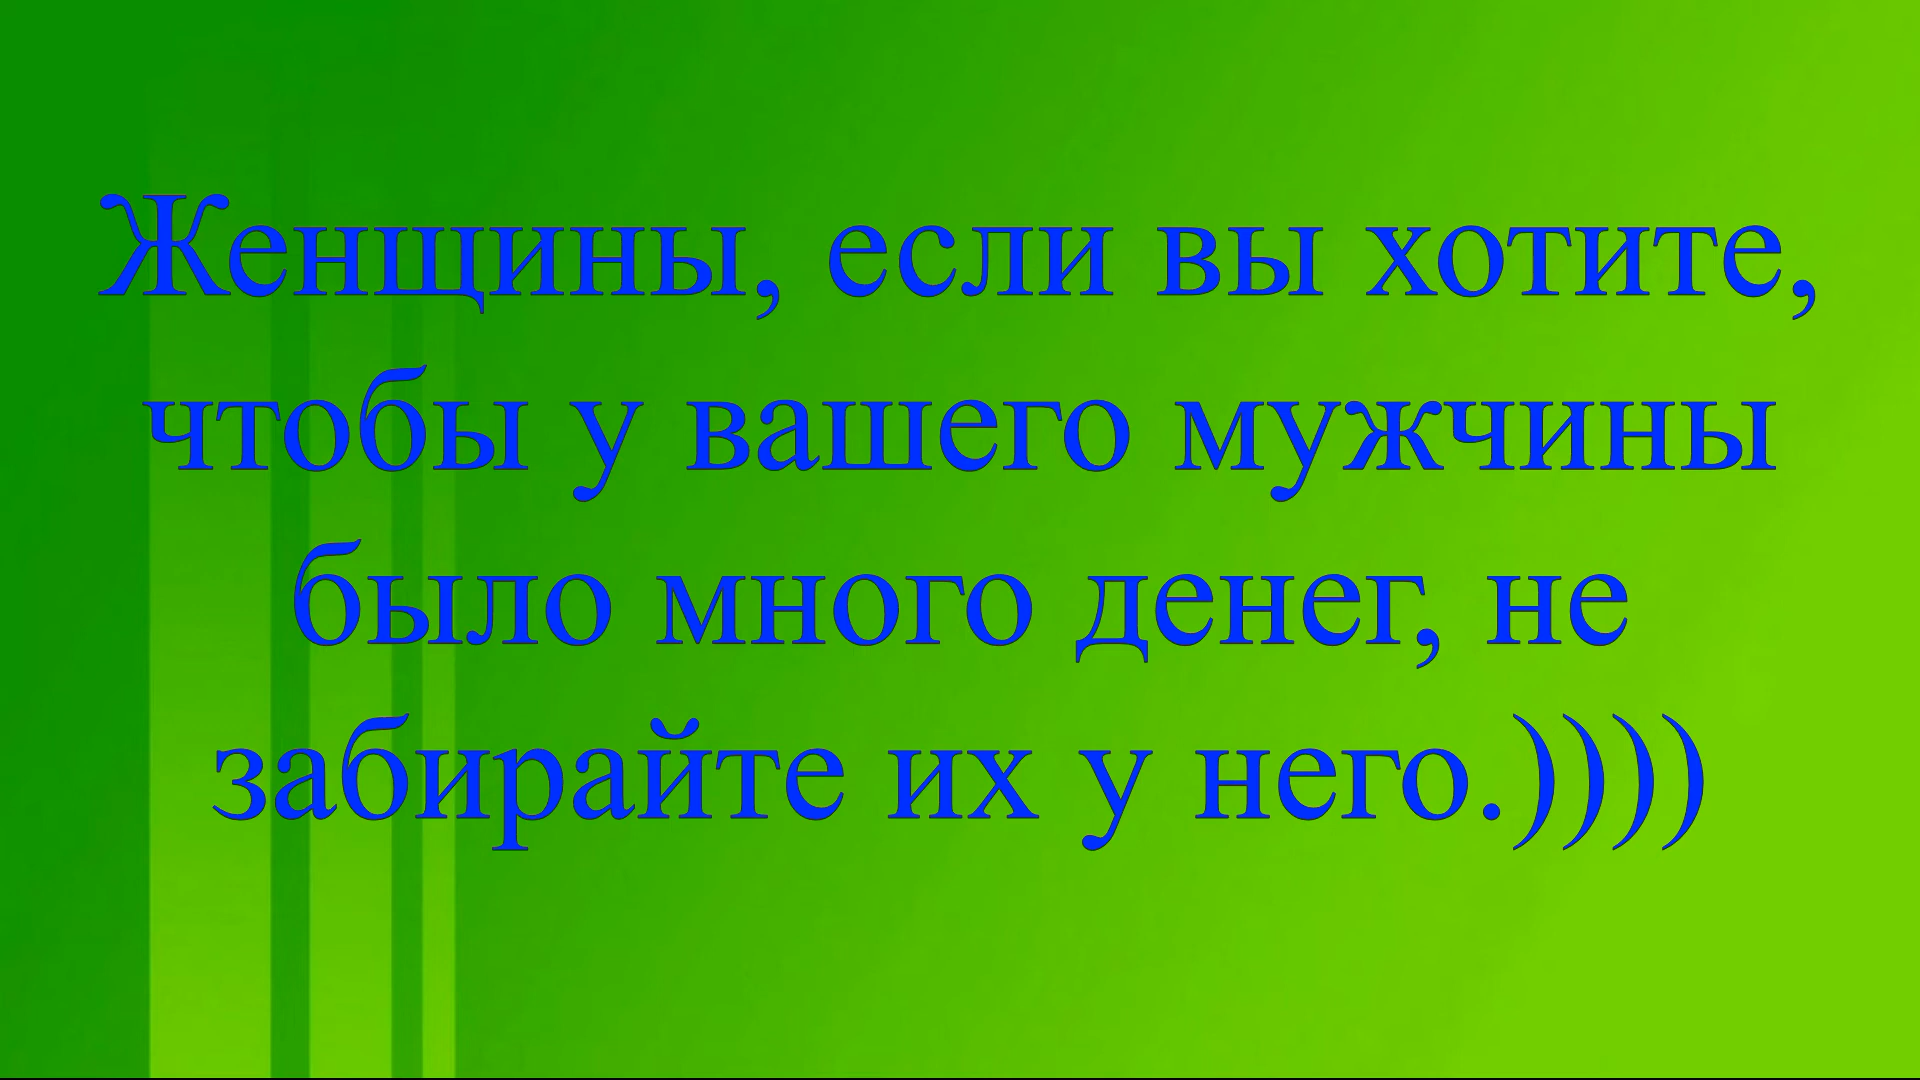 Женщины, если вы хотите,
чтобы у вашего мужчины
было много денег, не
забирайте их у него.))))